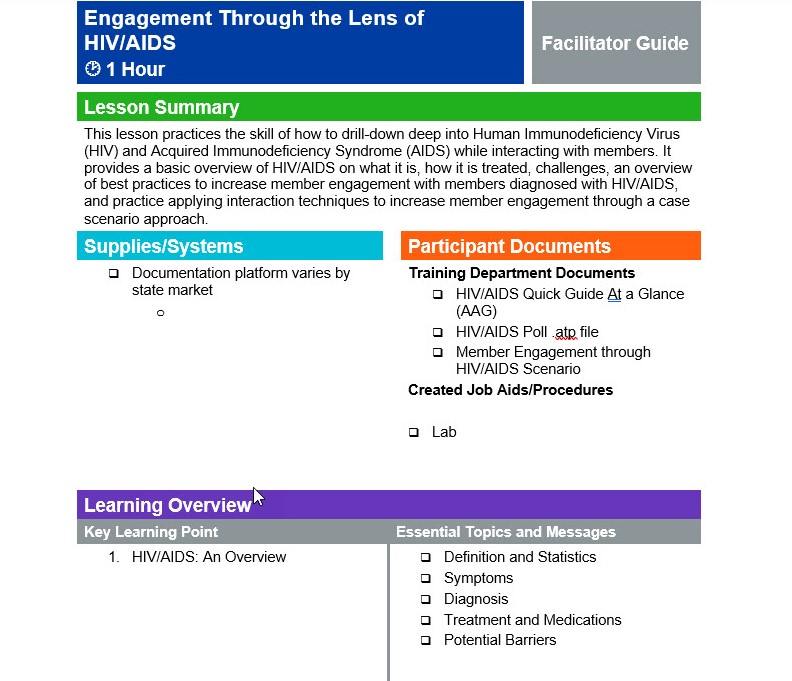 Engagement Through the Lens of
HIV/AIDS
1 Hour
Facilitator Guide
Lesson Summary
This lesson practices the skill of how to drill-down deep into Human Immunodeficiency Virus
(HIV) and Acquired Immunodeficiency Syndrome (AIDS) while interacting with members. It
provides a basic overview of HIV/AIDS on what it is, how it is treated, challenges, an overview
of best practices to increase member engagement with members diagnosed with HIV/AIDS,
and practice applying interaction techniques to increase member engagement through a case
scenario approach.
Supplies/Systems
Documentation platform varies by
state market
Participant Documents
Training Department Documents
HIV/AIDS Quick Guide At a Glance
(AAG)
HIV/AIDS Poll .atp file
Member Engagement through
HIV/AIDS Scenario
Created Job Aids/Procedures
Lab
Learning Overview
Key Learning Point
Essential Topics and Messages
1. HIV/AIDS: An Overview
Definition and Statistics
Symptoms
Diagnosis
Treatment and Medications
Potential Barriers